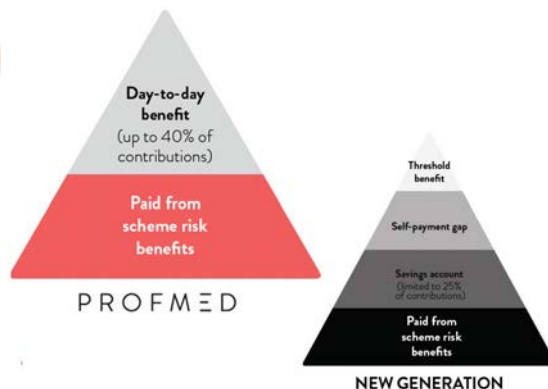 Day-to-day
benefit
(up to 40% of
contributions)
Paid from
scheme risk
benefits
PROFMED
Threshold
benefit
Self-payment gap
Savings account
(limited to 25%
of contributions)
Paid from
scheme risk
benefits
NEW GENERATION